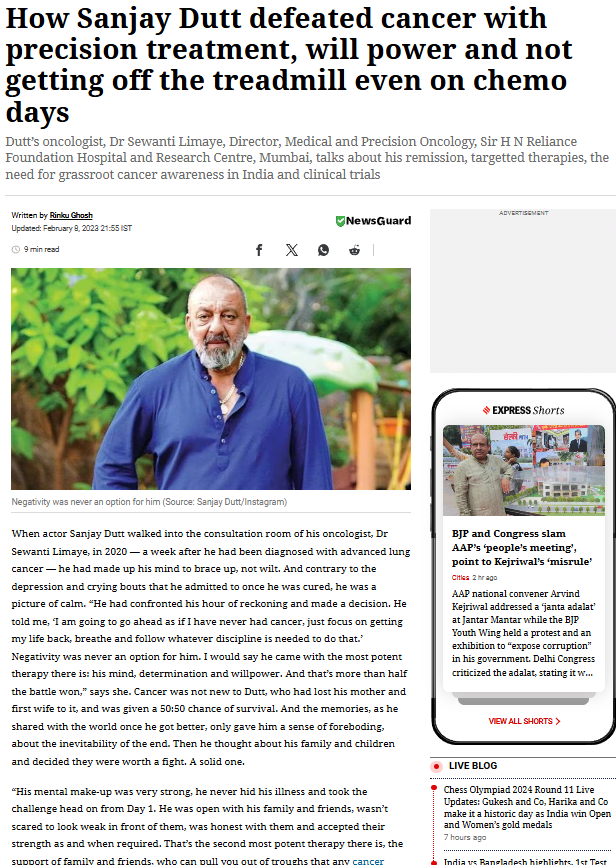 How Sanjay Dutt defeated cancer with
precision treatment, will power and not
getting off the treadmill even on chemo
days
Dutt's oncologist, Dr Sewanti Limaye, Director, Medical and Precision Oncology, Sir H N Reliance
Foundation Hospital and Research Centre, Mumbai, talks about his remission, targetted therapies, the
need for grassroot cancer awareness in India and clinical trials
Written by Rinku Ghosh
Updated: February 8, 2023 21:55 IST
NewsGuard
9 min read
Negativity was never an option for him (Source: Sanjay Dutt/Instagram)
When actor Sanjay Dutt walked into the consultation room of his oncologist, Dr
Sewanti Limaye, in 2020 — a week after he had been diagnosed with advanced lung
cancer — he had made up his mind to brace up, not wilt. And contrary to the
depression and crying bouts that he admitted to once he was cured, he was a
picture of calm. "He had confronted his hour of reckoning and made a decision. He
told me, 'I am going to go ahead as if I have never had cancer, just focus on getting
my life back, breathe and follow whatever discipline is needed to do that.'
Negativity was never an option for him. I would say he came with the most potent
therapy there is: his mind, determination and willpower. And that's more than half
the battle won," says she. Cancer was not new to Dutt, who had lost his mother and
first wife to it, and was given a 50:50 chance of survival. And the memories, as he
shared with the world once he got better, only gave him a sense of foreboding,
about the inevitability of the end. Then he thought about his family and children
and decided they were worth a fight. A solid one.
"His mental make-up was very strong, he never hid his illness and took the
challenge head on from Day 1. He was open with his family and friends, wasn't
scared to look weak in front of them, was honest with them and accepted their
strength as and when required. That's the second most potent therapy there is, the
support of family and friends, who can pull you out of troughs that any cancer
ADVERTISEMENT
EXPRESS Shorts
BJP and Congress slam
AAP's 'people's meeting',
point to Kejriwal's 'misrule'
Cities 2 hr ago
AAP national convener Arvind
Kejriwal addressed a 'janta adalat'
at Jantar Mantar while the BJP
Youth Wing held a protest and an
exhibition to "expose corruption"
in his government. Delhi Congress
criticized the adalat, stating it w...
VIEW ALL SHORTS
LIVE BLOG
Chess Olympiad 2024 Round 11 Live
Updates: Gukesh and Co, Harika and Co
make it a historic day as India win Open
and Women's gold medals
7 hours ago
India vs Bangladesh highlights, 1st Test